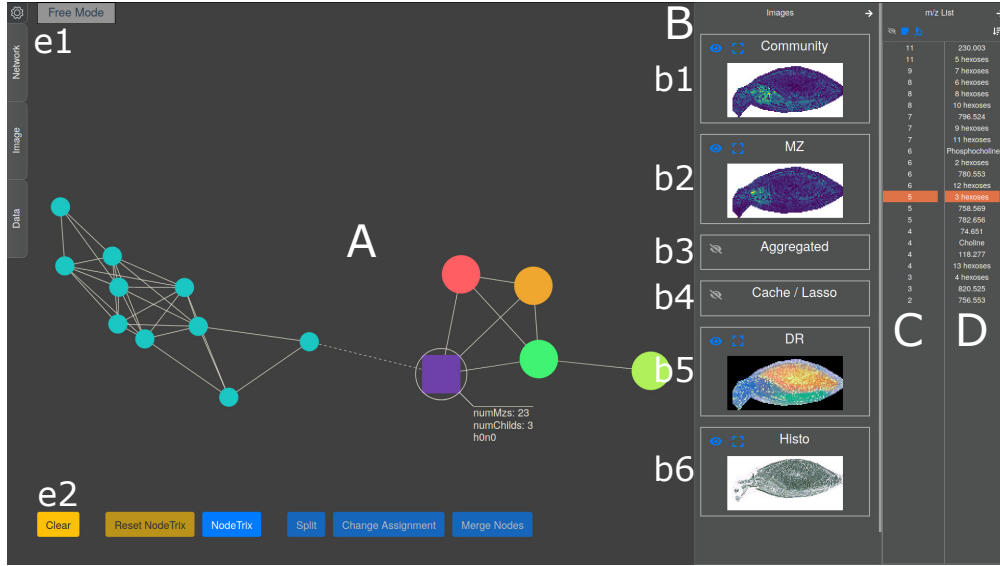 Free Mode
e1
Network
Image
Data
A
numMzs: 23
numChilds: 3
h0n0
e2
Clear
Reset NodeTrix
NodeTrix
Split
Change Assignment
Merge Nodes
Images
B
b1
Community
b2
MZ
b3
Aggregated
b4
Cache / Lasso
b5
DR
b6
Histo
m/z List
11 230.003
11 5 hexoses
9 7 hexoses
8 6 hexoses
8 8 hexoses
8 10 hexoses
7 796.524
7 9 hexoses
7 11 hexoses
6 Phosphocholine
6 2 hexoses
6 780.553
6 12 hexoses
5 3 hexoses
5 758.569
5 782.656
4 74.651
4 Choline
4 118.277
4 13 hexoses
3 4 hexoses
3 820.525
2 756.553
C
D